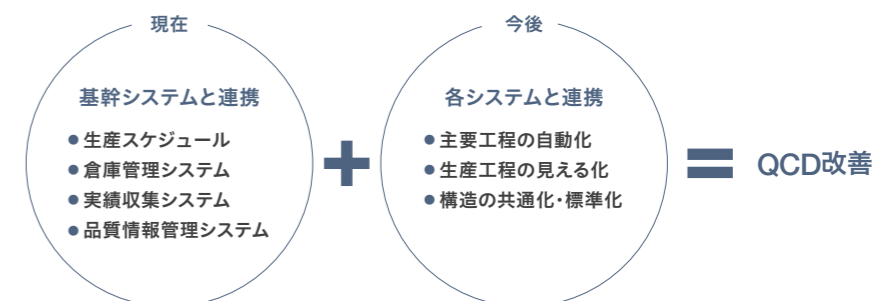 現在
基幹システムと連携
●生産スケジュール
●倉庫管理システム
●実績収集システム
●品質情報管理システム
+
今後
各システムと連携
●主要工程の自動化
●生産工程の見える化
●構造の共通化・標準化
=
QCD改善